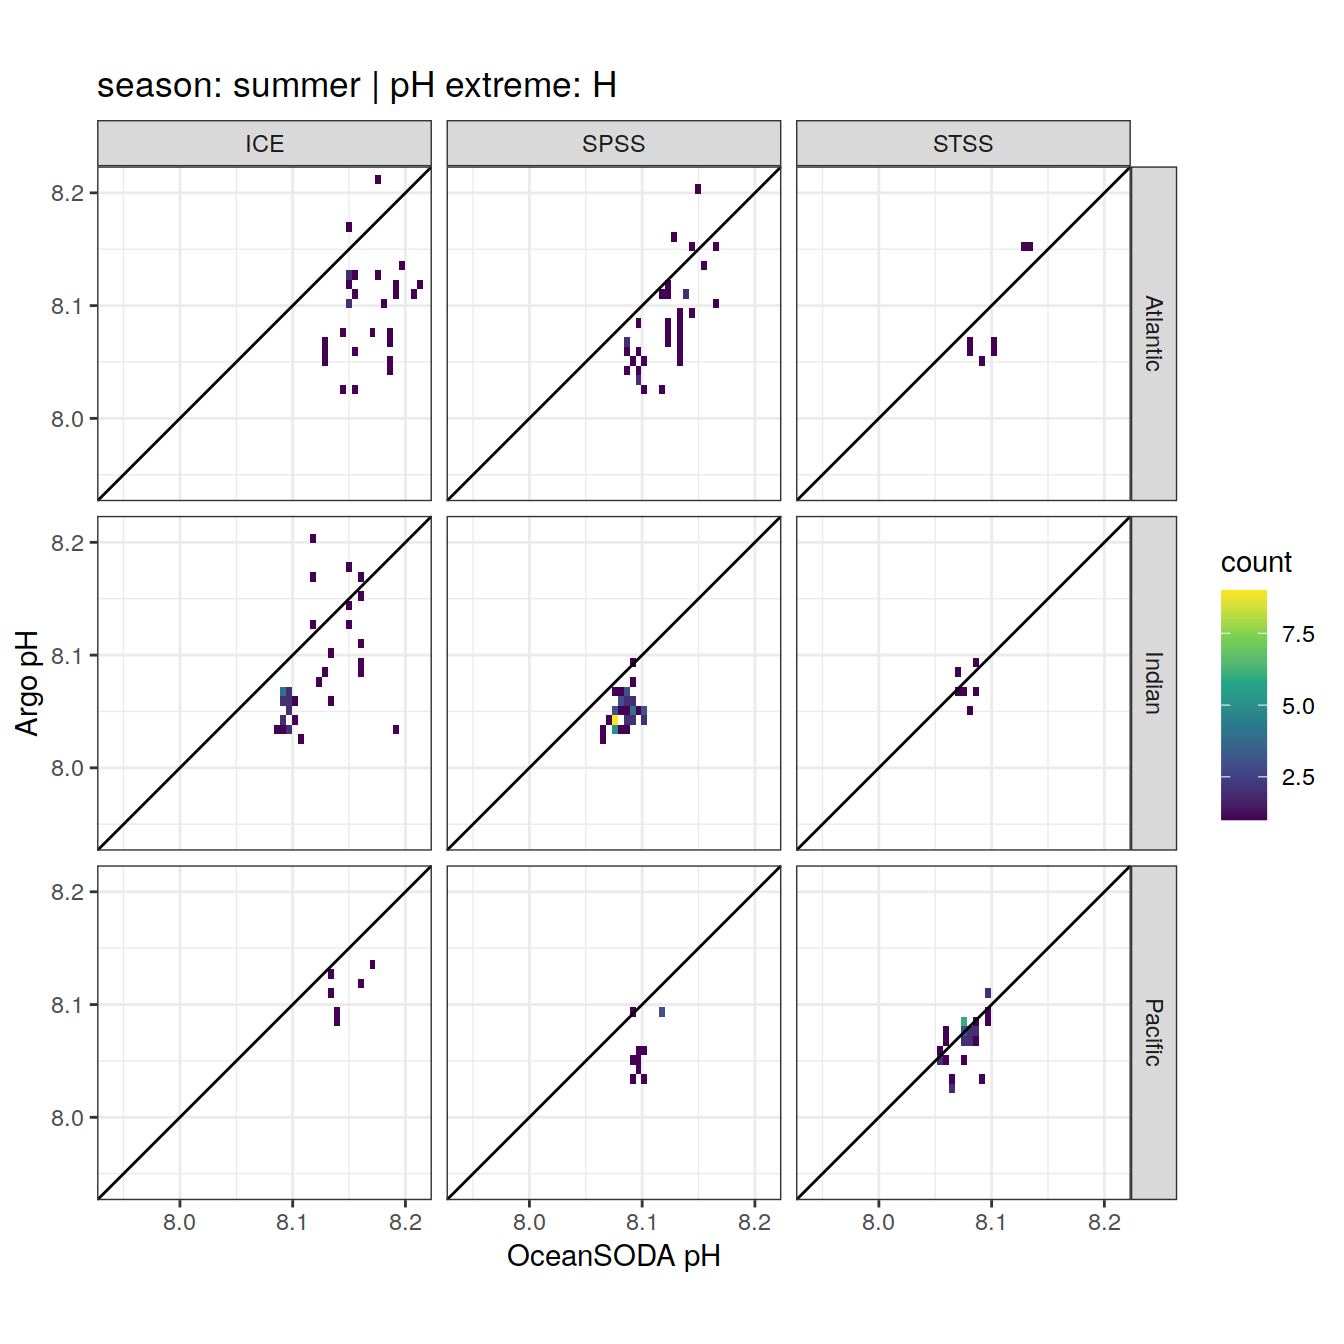 season: summer | pH extreme: H
ICE
SPSS
STSS
8.2
8.1
8.0
Atlantic
8.2
8.1
8.0
Indian
8.2
8.1
8.0
Pacific
Argo pH
8.0 8.1 8.2
8.0 8.1 8.2
8.0 8.1 8.2
OceanSODA pH
count
7.5
5.0
2.5